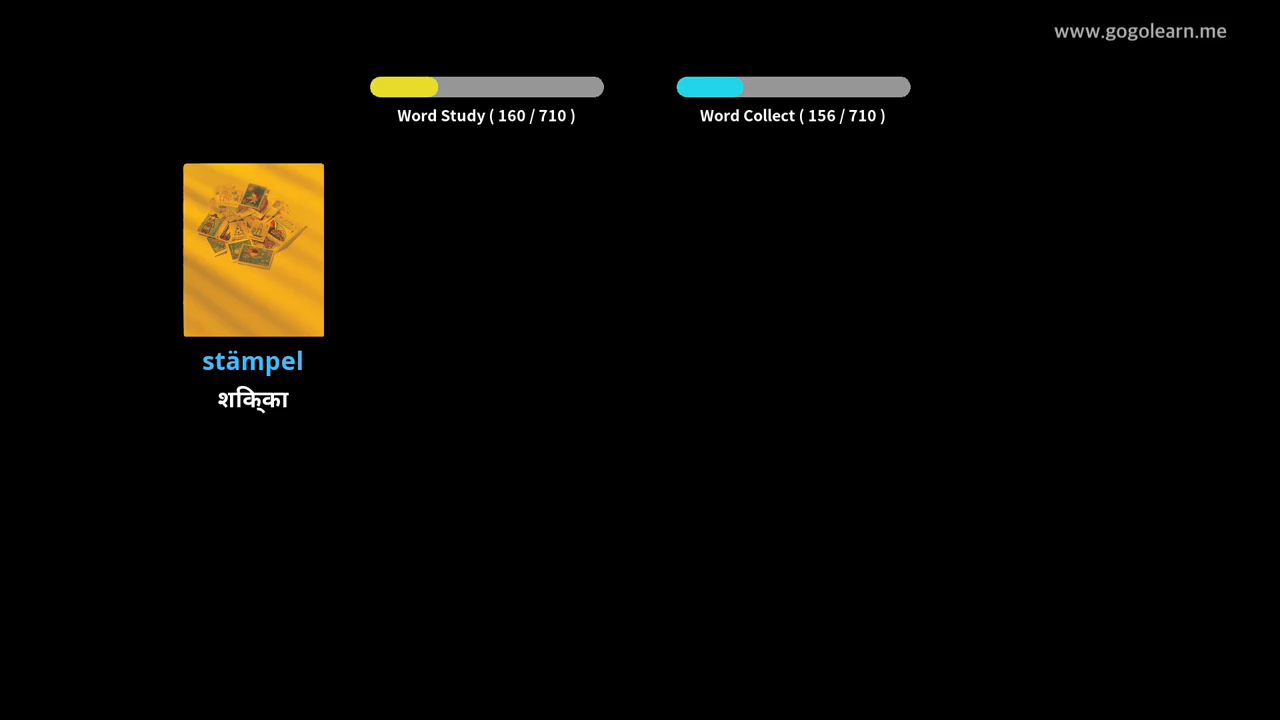 www.gogolearn.me
Word Study ( 160 / 710 )
Word Collect ( 156 / 710 )
stämpel
शकि्का